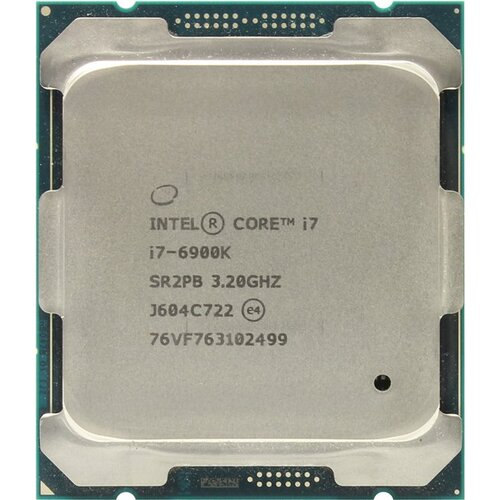 INTEL® CORE™ i7
i7-6900K
SR2PB 3.20GHZ
J604C722 e4
76VF763102499